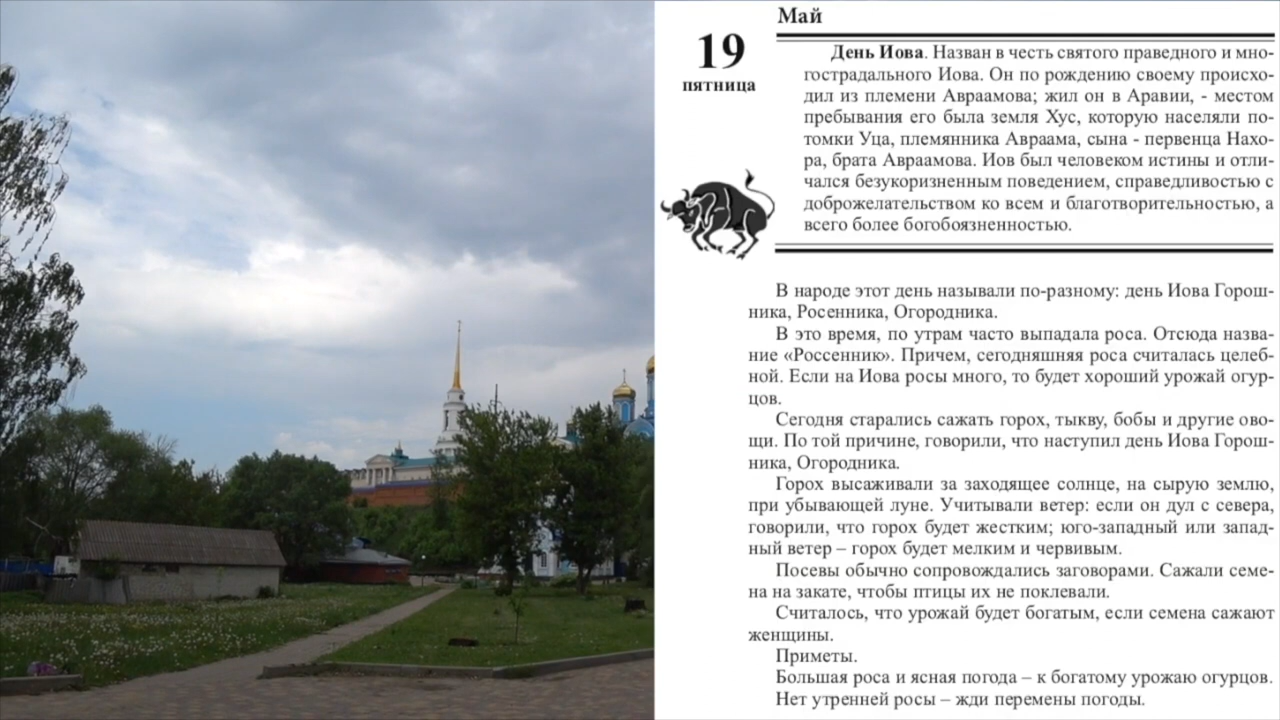 Май
19
пятница
День Иова. Назван в честь святого праведного и мно-
гострадального Иова. Он по рождению своему происхо-
дил из племени Авраамова; жил он в Аравии, - местом
пребывания его была земля Хус, которую населяли по-
томки Уца, племянника Авраама, сына - первенца Нахо-
ра, брата Авраамова. Иов был человеком истины и отли-
чался безукоризненным поведением, справедливостью с
доброжелательством ко всем и благотворительностью, а
всего более богобоязненностью.
В народе этот день называли по-разному: день Иова Горош-
ника, Росенника, Огородника.
В это время, по утрам часто выпадала роса. Отсюда назва-
ние «Россенник». Причем, сегодняшняя роса считалась целеб-
ной. Если на Иова росы много, то будет хороший урожай огур-
цов.
Сегодня старались сажать горох, тыкву, бобы и другие ово-
щи. По той причине, говорили, что наступил день Иова Горош-
ника, Огородника.
Горох высаживали за заходящее солнце, на сырую землю,
при убывающей луне. Учитывали ветер: если он дул с севера,
говорили, что горох будет жестким; юго-западный или запад-
ный ветер – горох будет мелким и червивым.
Посевы обычно сопровождались заговорами. Сажали семе-
на на закате, чтобы птицы их не поклевали.
Считалось, что урожай будет богатым, если семена сажают
женщины.
Приметы.
Большая роса и ясная погода – к богатому урожаю огурцов.
Нет утренней росы – жди перемены погоды.